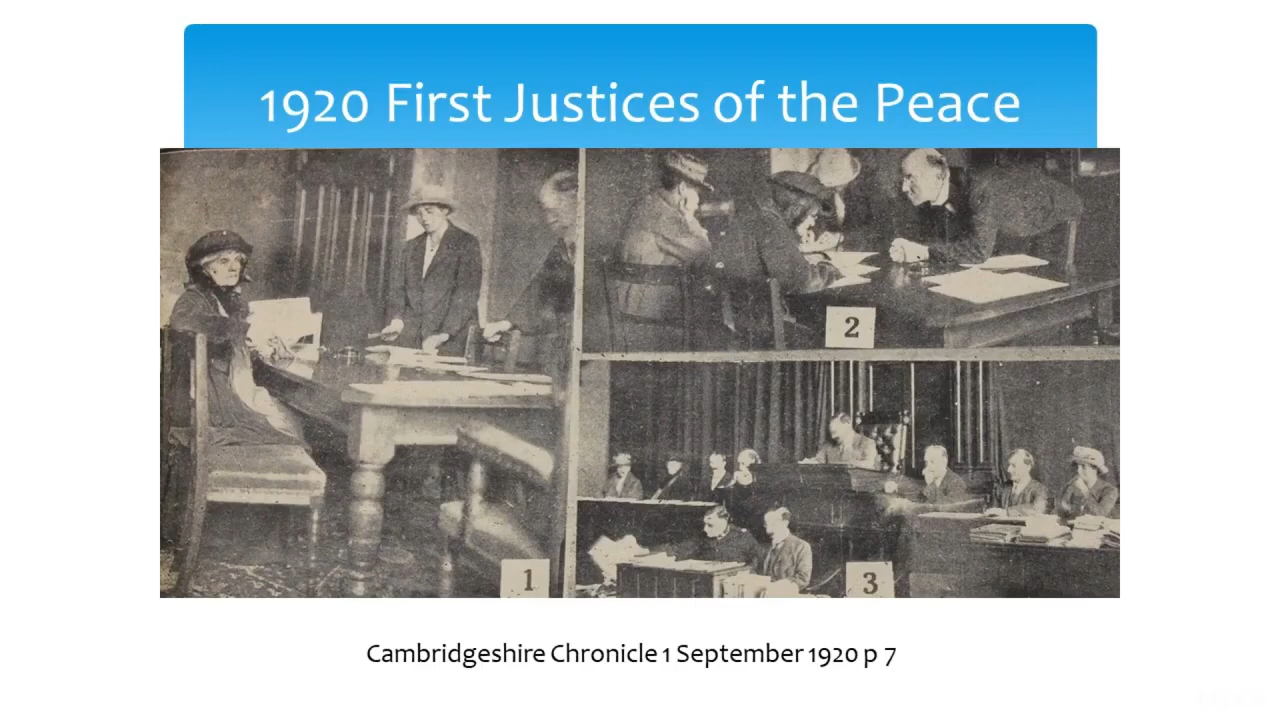 1920 First Justices of the Peace
2
1
3
Cambridgeshire Chronicle 1 September 1920 p 7